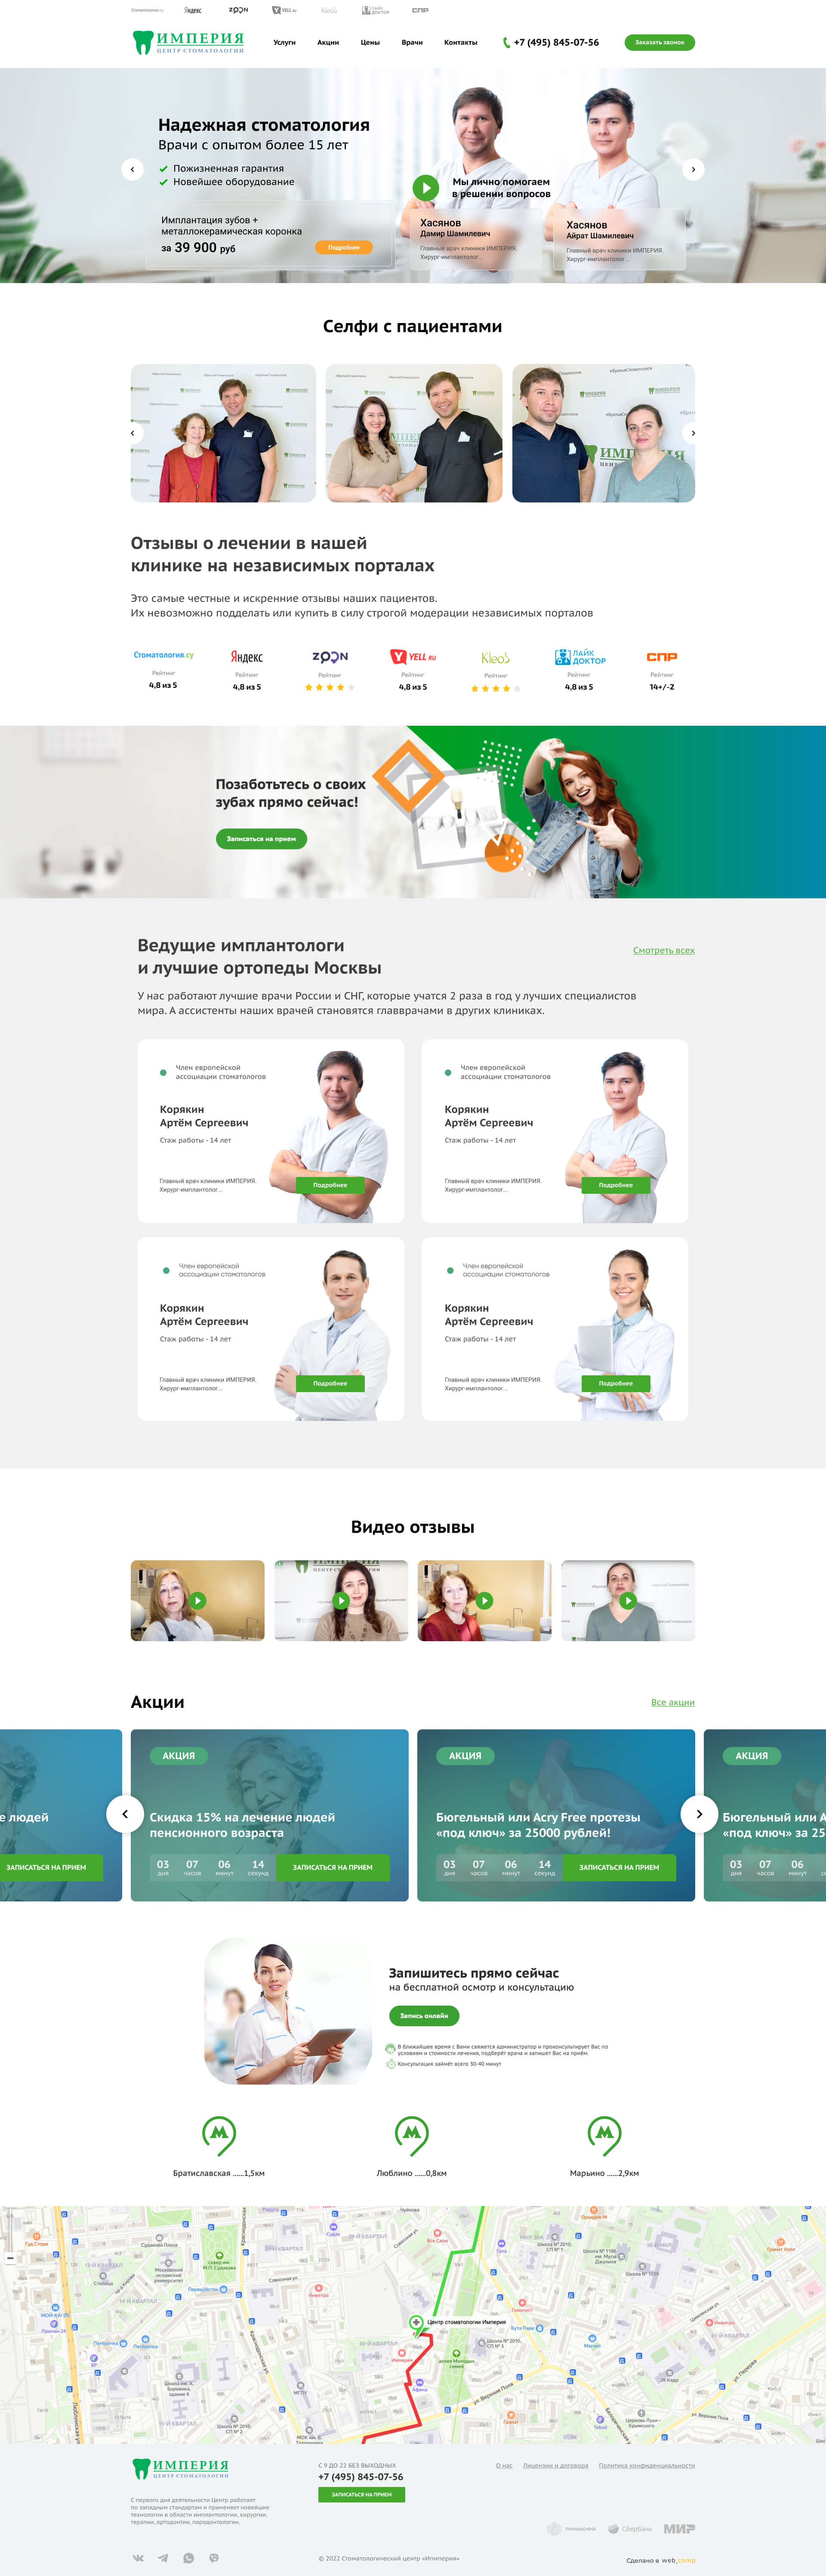 Стоматология.су Яндекс ZOON YELL.RU Kleos ЛАЙК ДОКТОР СПР
ИМПЕРИЯ
ЦЕНТР СТОМАТОЛОГИИ
Услуги Акции Цены Врачи Контакты
+7 (495) 845-07-56
Заказать звонок
Надежная стоматология
Врачи с опытом более 15 лет
Пожизненная гарантия
Новейшее оборудование
Имплантация зубов +
металлокерамическая коронка
за 39 900 руб
Подробнее
Мы лично помогаем
в решении вопросов
Хасянов
Дамир Шамилевич
Главный врач клиники ИМПЕРИЯ.
Хирург-имплантолог...
Хасянов
Айрат Шамилевич
Главный врач клиники ИМПЕРИЯ.
Хирург-имплантолог...
Селфи с пациентами
Отзывы о лечении в нашей
клинике на независимых порталах
Это самые честные и искренние отзывы наших пациентов.
Их невозможно подделать или купить в силу строгой модерации независимых порталов
Стоматология.су
Рейтинг
4,8 из 5
Яндекс
Рейтинг
4,8 из 5
ZOON
Рейтинг
YELL.RU
Рейтинг
4,8 из 5
Kleos
Рейтинг
ЛАЙК
ДОКТОР
Рейтинг
4,8 из 5
СПР
Рейтинг
14+/-2
Позаботьтесь о своих
зубах прямо сейчас!
Записаться на прием
Ведущие имплантологи
и лучшие ортопеды Москвы
Смотреть всех
У нас работают лучшие врачи России и СНГ, которые учатся 2 раза в год у лучших специалистов
мира. А ассистенты наших врачей становятся главврачами в других клиниках.
Член европейской
ассоциации стоматологов
Корякин
Артём Сергеевич
Стаж работы - 14 лет
Главный врач клиники ИМПЕРИЯ.
Хирург-имплантолог...
Подробнее
Член европейской
ассоциации стоматологов
Корякин
Артём Сергеевич
Стаж работы - 14 лет
Главный врач клиники ИМПЕРИЯ.
Хирург-имплантолог...
Подробнее
Член европейской
ассоциации стоматологов
Корякин
Артём Сергеевич
Стаж работы - 14 лет
Главный врач клиники ИМПЕРИЯ.
Хирург-имплантолог...
Подробнее
Член европейской
ассоциации стоматологов
Корякин
Артём Сергеевич
Стаж работы - 14 лет
Главный врач клиники ИМПЕРИЯ.
Хирург-имплантолог...
Подробнее
Видео отзывы
Акции
Все акции
е людей
ЗАПИСАТЬСЯ НА ПРИЕМ
АКЦИЯ
Скидка 15% на лечение людей
пенсионного возраста
03 07 06 14
дня часов минут секунд
ЗАПИСАТЬСЯ НА ПРИЕМ
АКЦИЯ
Бюгельный или Acry Free протезы
«под ключ» за 25000 рублей!
03 07 06 14
дня часов минут секунд
ЗАПИСАТЬСЯ НА ПРИЕМ
АКЦИЯ
Бюгельный или A
«под ключ» за 25
03 07 06
дня часов минут
Запишитесь прямо сейчас
на бесплатной осмотр и консультацию
Запись онлайн
В ближайшее время с Вами свяжется администратор и проконсультирует Вас по
условиям и стоимости лечения, подберёт врача и запишет Вас на приём.
Консультация займёт всего 30-40 минут
Братиславская ......1,5км
Люблино ......0,8км
Марьино ......2,9км
Центр стоматологии Империя
ИМПЕРИЯ
ЦЕНТР СТОМАТОЛОГИИ
С первого дня деятельности Центр работает
по западным стандартам и применяет новейшие
технологии в области имплантологии, хирургии,
терапии, ортодонтии, пародонтологии.
С 9 ДО 22 БЕЗ ВЫХОДНЫХ
+7 (495) 845-07-56
ЗАПИСАТЬСЯ НА ПРИЕМ
О нас Лицензии и договора Политика конфиденциальности
Сбербанк МИР
© 2022 Стоматологический центр «Империя»
Сделано в web_comp